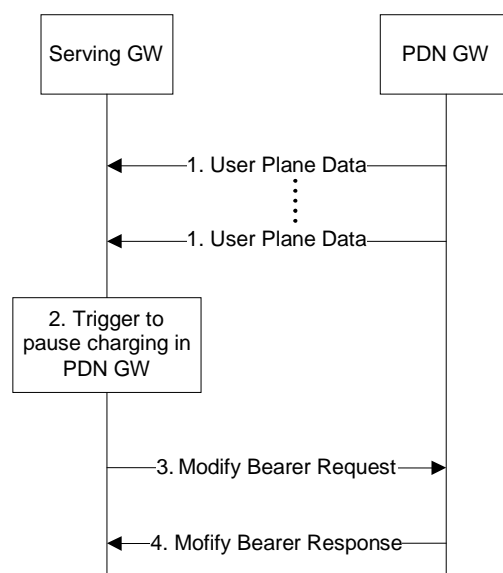 Serving GW
PDN GW
1. User Plane Data
1. User Plane Data
2. Trigger to
pause charging in
PDN GW
3. Modify Bearer Request
4. Mofify Bearer Response